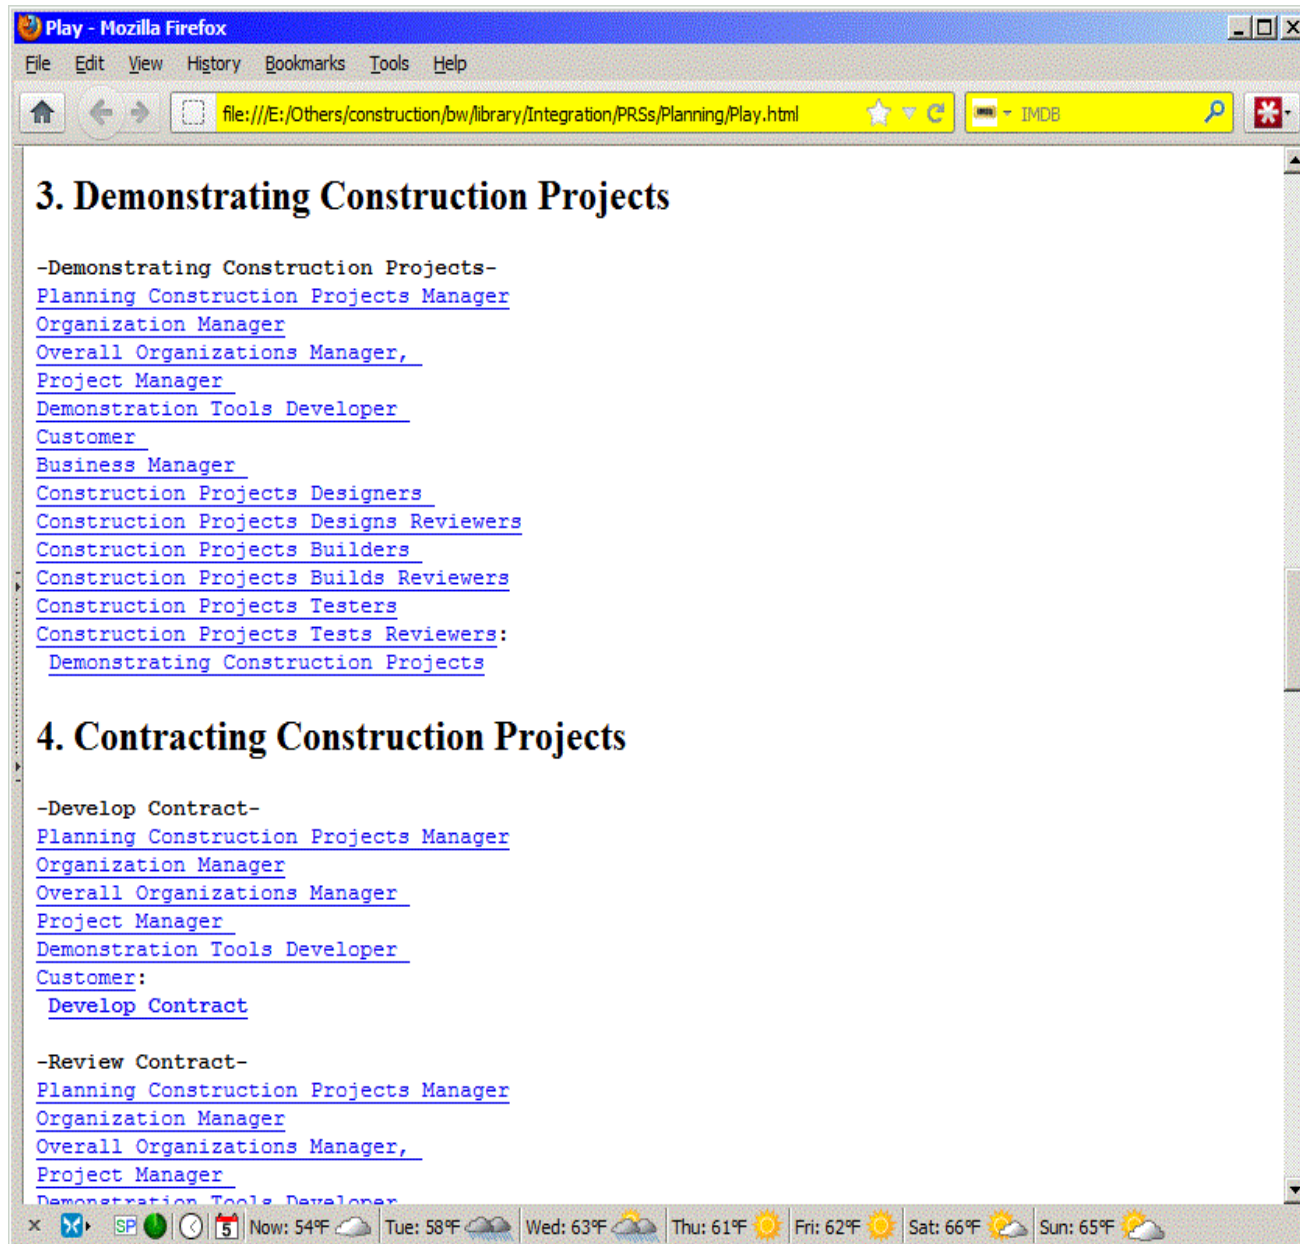 Play - Mozilla Firefox
File Edit View History Bookmarks Tools Help
file:///E:/Others/construction/bw/library/Integration/PRSs/Planning/Play.html IMDB
3. Demonstrating Construction Projects
-Demonstrating Construction Projects-
Planning Construction Projects Manager
Organization Manager
Overall Organizations Manager,
Project Manager
Demonstration Tools Developer
Customer
Business Manager
Construction Projects Designers
Construction Projects Designs Reviewers
Construction Projects Builders
Construction Projects Builds Reviewers
Construction Projects Testers
Construction Projects Tests Reviewers:
Demonstrating Construction Projects
4. Contracting Construction Projects
-Develop Contract-
Planning Construction Projects Manager
Organization Manager
Overall Organizations Manager
Project Manager
Demonstration Tools Developer
Customer:
Develop Contract
-Review Contract-
Planning Construction Projects Manager
Organization Manager
Overall Organizations Manager,
Project Manager
Demonstration Tools Developer
SP 5 Now: 54°F Tue: 58°F Wed: 63°F Thu: 61°F Fri: 62°F Sat: 66°F Sun: 65°F